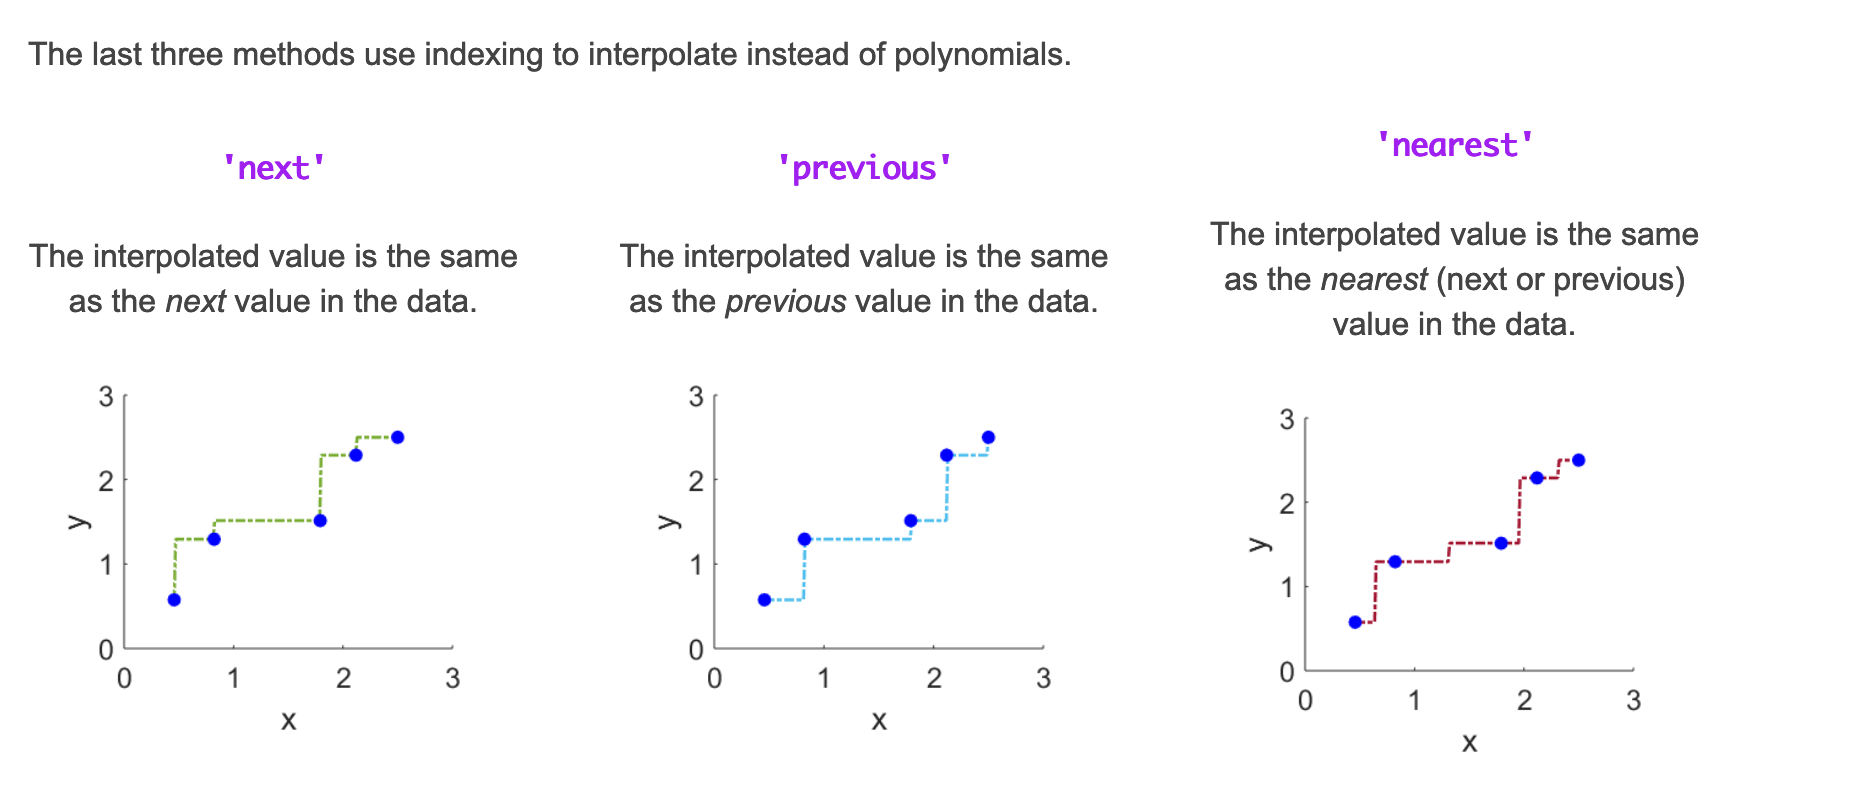 The last three methods use indexing to interpolate instead of polynomials.
'next'
The interpolated value is the same
as the next value in the data.
3
2
1
0
y
0 1 2 3
x
'previous'
The interpolated value is the same
as the previous value in the data.
3
2
1
0
y
0 1 2 3
x
'nearest'
The interpolated value is the same
as the nearest (next or previous)
value in the data.
3
2
1
0
y
0 1 2 3
x